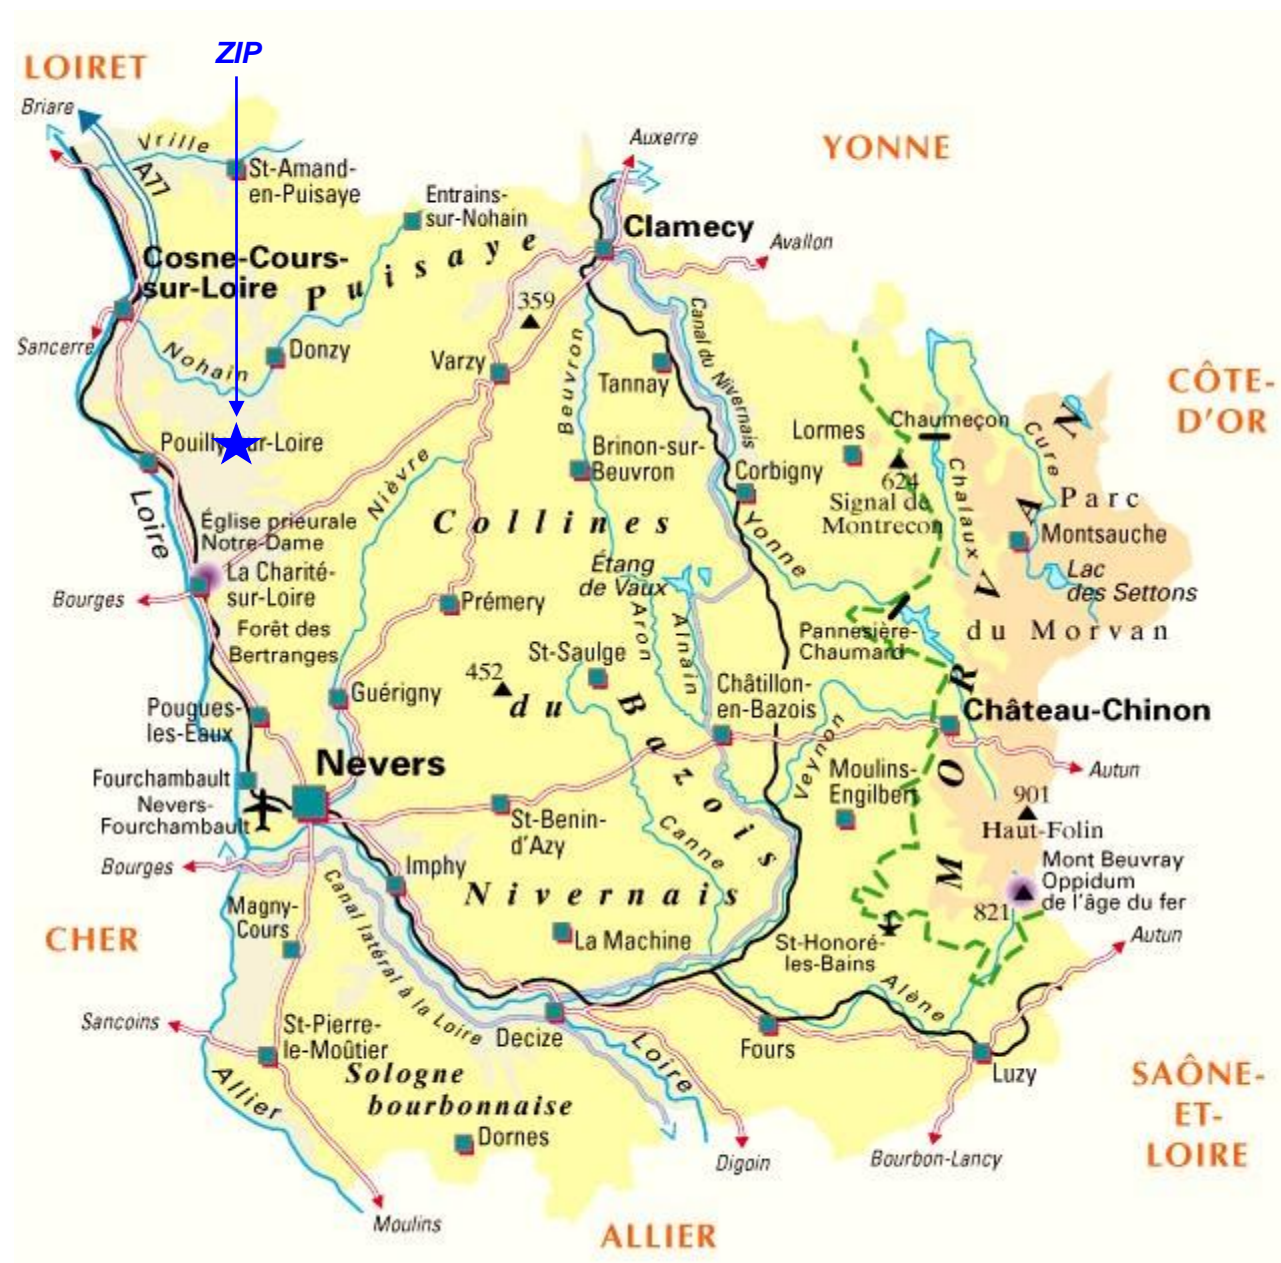 ZIP
LOIRET
Briare
Vrille
A77
St-Amand-
en-Puisaye
Auxerre
YONNE
Entrains-
sur-Nohain
Clamecy
Avallon
Cosne-Cours-
sur-Loire
Puisaye
359
Sancerre
Nohain
Donzy
Varzy
Beuvron
Tannay
Canal du Nivernais
CÔTE-
D'OR
Chaumeçon
Cure
Lormes
Pouilly-sur-Loire
Brinon-sur-
Beuvron
Corbigny
624
Signal de
Montrecon
Chalaux
Parc
Montsauche
Loire
Nièvre
Collines
Yonne
Église prieurale
Notre-Dame
La Charité-
sur-Loire
Bourges
Étang
de Vaux
Lac
des Settons
Prémery
Aron
Alnain
Forêt des
Bertranges
Pannesière-
Chaumard
du Morvan
MORVAN
St-Saulge
452
Guérigny
du
Bazois
Châtillon-
en-Bazois
Château-Chinon
Pougues-
les-Eaux
Nevers
Veynon
Autun
Fourchambault
Nevers-
Fourchambault
Moulins-
Engilbert
901
Haut-Folin
St-Benin-
d'Azy
Canne
Bourges
Imphy
Mont Beuvray
Oppidum
de l'âge du fer
821
Nivernais
Magny-
Cours
CHER
Canal latéral à la Loire
La Machine
St-Honoré-
les-Bains
Autun
Alène
Sancoins
St-Pierre-
le-Moûtier
Decize
Loire
Fours
Luzy
Allier
Sologne
bourbonnaise
SAÔNE-
ET-
LOIRE
Dornes
Digoin
Bourbon-Lancy
Moulins
ALLIER